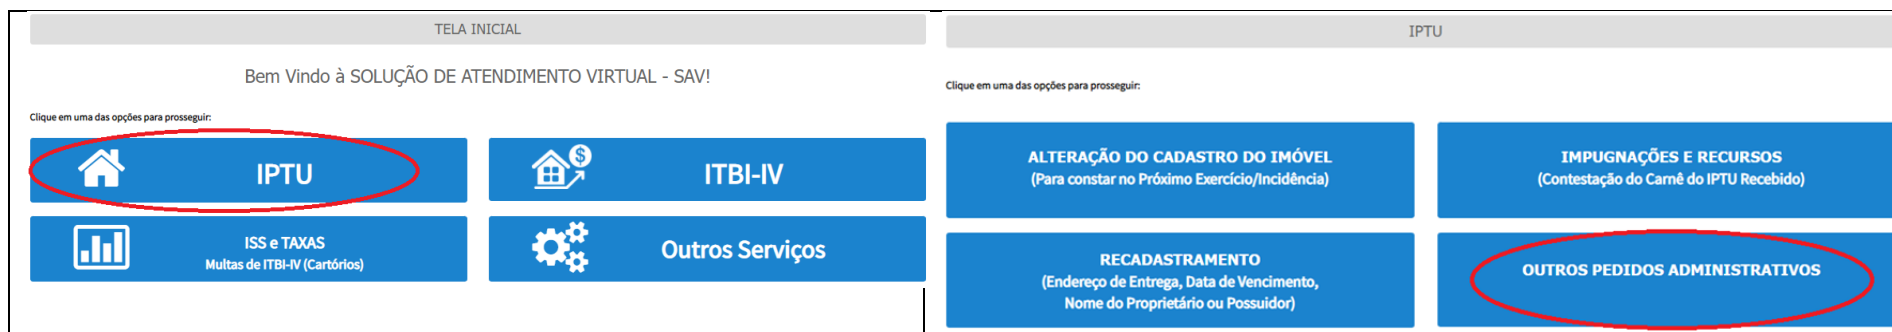 TELA INICIAL
Bem Vindo à SOLUÇÃO DE ATENDIMENTO VIRTUAL - SAV!
Clique em uma das opções para prosseguir:
IPTU
ITBI-IV
ISS e TAXAS
Multas de ITBI-IV (Cartórios)
Outros Serviços
IPTU
Clique em uma das opções para prosseguir:
ALTERAÇÃO DO CADASTRO DO IMÓVEL
(Para constar no Próximo Exercício/Incidência)
IMPUGNAÇÕES E RECURSOS
(Contestação do Carnê do IPTU Recebido)
RECADASTRAMENTO
(Endereço de Entrega, Data de Vencimento,
Nome do Proprietário ou Possuidor)
OUTROS PEDIDOS ADMINISTRATIVOS